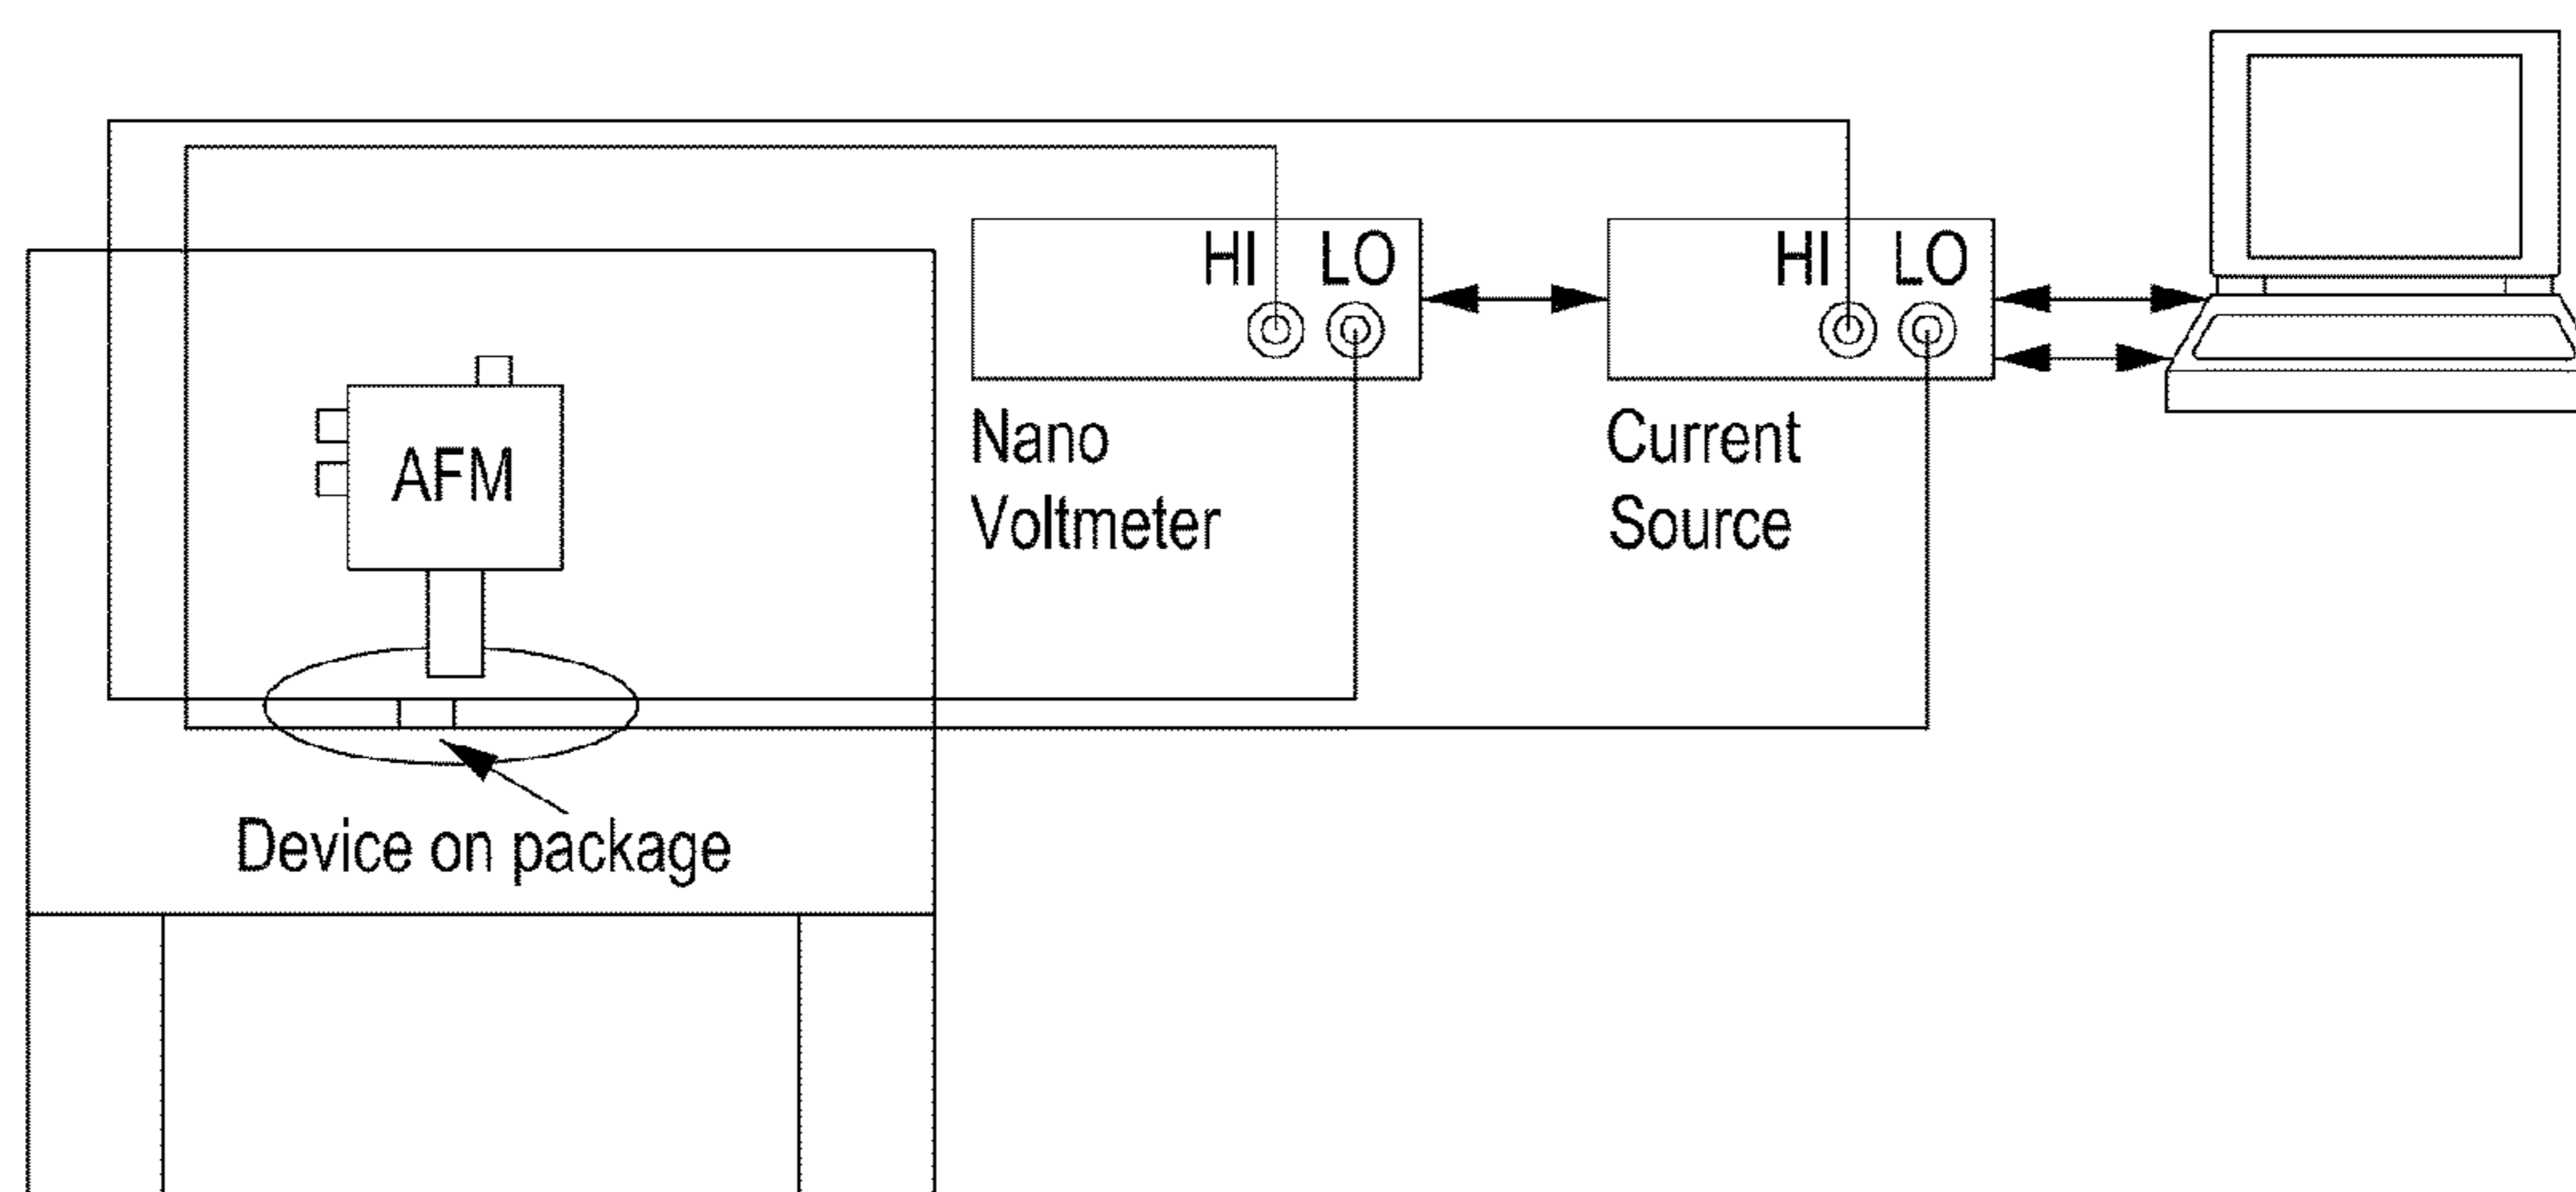 HI LO
HI LO
AFM
Nano
Voltmeter
Current
Source
Device on package